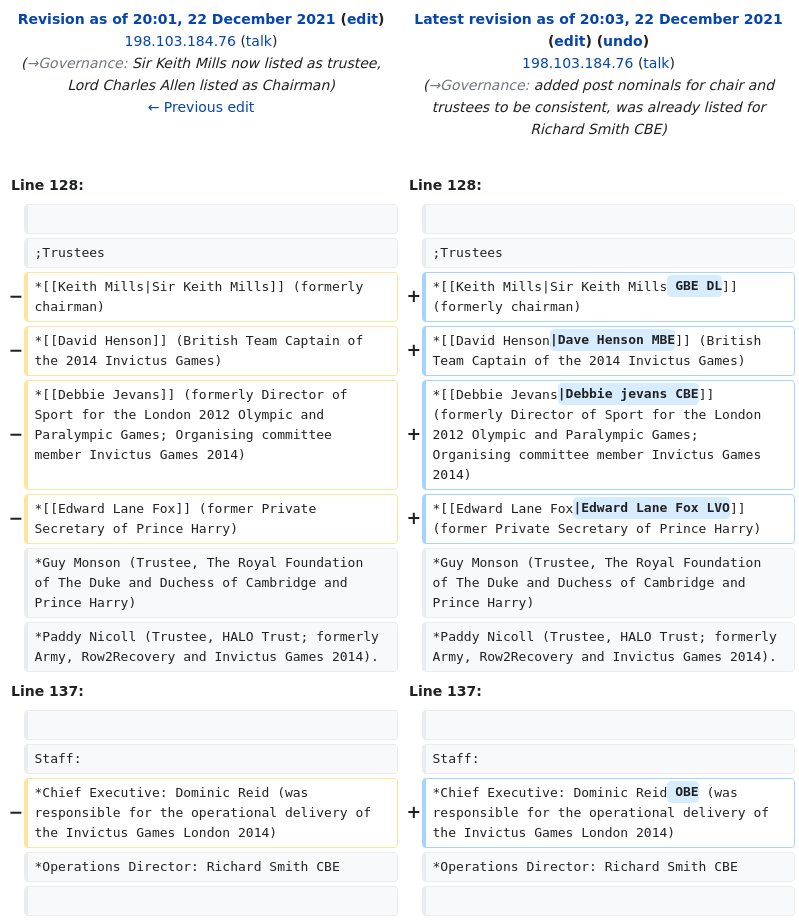 Revision as of 20:01, 22 December 2021 (edit)
198.103.184.76 (talk)
(→Governance: Sir Keith Mills now listed as trustee,
Lord Charles Allen listed as Chairman)
← Previous edit
Latest revision as of 20:03, 22 December 2021
(edit) (undo)
198.103.184.76 (talk)
(→Governance: added post nominals for chair and
trustees to be consistent, was already listed for
Richard Smith CBE)
Line 128:
Line 128:
;Trustees
;Trustees
− *[[Keith Mills|Sir Keith Mills]] (formerly
chairman)
+ *[[Keith Mills|Sir Keith Mills GBE DL]]
(formerly chairman)
− *[[David Henson]] (British Team Captain of
the 2014 Invictus Games)
+ *[[David Henson|Dave Henson MBE]] (British
Team Captain of the 2014 Invictus Games)
− *[[Debbie Jevans]] (formerly Director of
Sport for the London 2012 Olympic and
Paralympic Games; Organising committee
member Invictus Games 2014)
+ *[[Debbie Jevans|Debbie jevans CBE]]
(formerly Director of Sport for the London
2012 Olympic and Paralympic Games;
Organising committee member Invictus Games
2014)
− *[[Edward Lane Fox]] (former Private
Secretary of Prince Harry)
+ *[[Edward Lane Fox|Edward Lane Fox LVO]]
(former Private Secretary of Prince Harry)
*Guy Monson (Trustee, The Royal Foundation
of The Duke and Duchess of Cambridge and
Prince Harry)
*Guy Monson (Trustee, The Royal Foundation
of The Duke and Duchess of Cambridge and
Prince Harry)
*Paddy Nicoll (Trustee, HALO Trust; formerly
Army, Row2Recovery and Invictus Games 2014).
*Paddy Nicoll (Trustee, HALO Trust; formerly
Army, Row2Recovery and Invictus Games 2014).
Line 137:
Line 137:
Staff:
Staff:
− *Chief Executive: Dominic Reid (was
responsible for the operational delivery of
the Invictus Games London 2014)
+ *Chief Executive: Dominic Reid OBE (was
responsible for the operational delivery of
the Invictus Games London 2014)
*Operations Director: Richard Smith CBE
*Operations Director: Richard Smith CBE